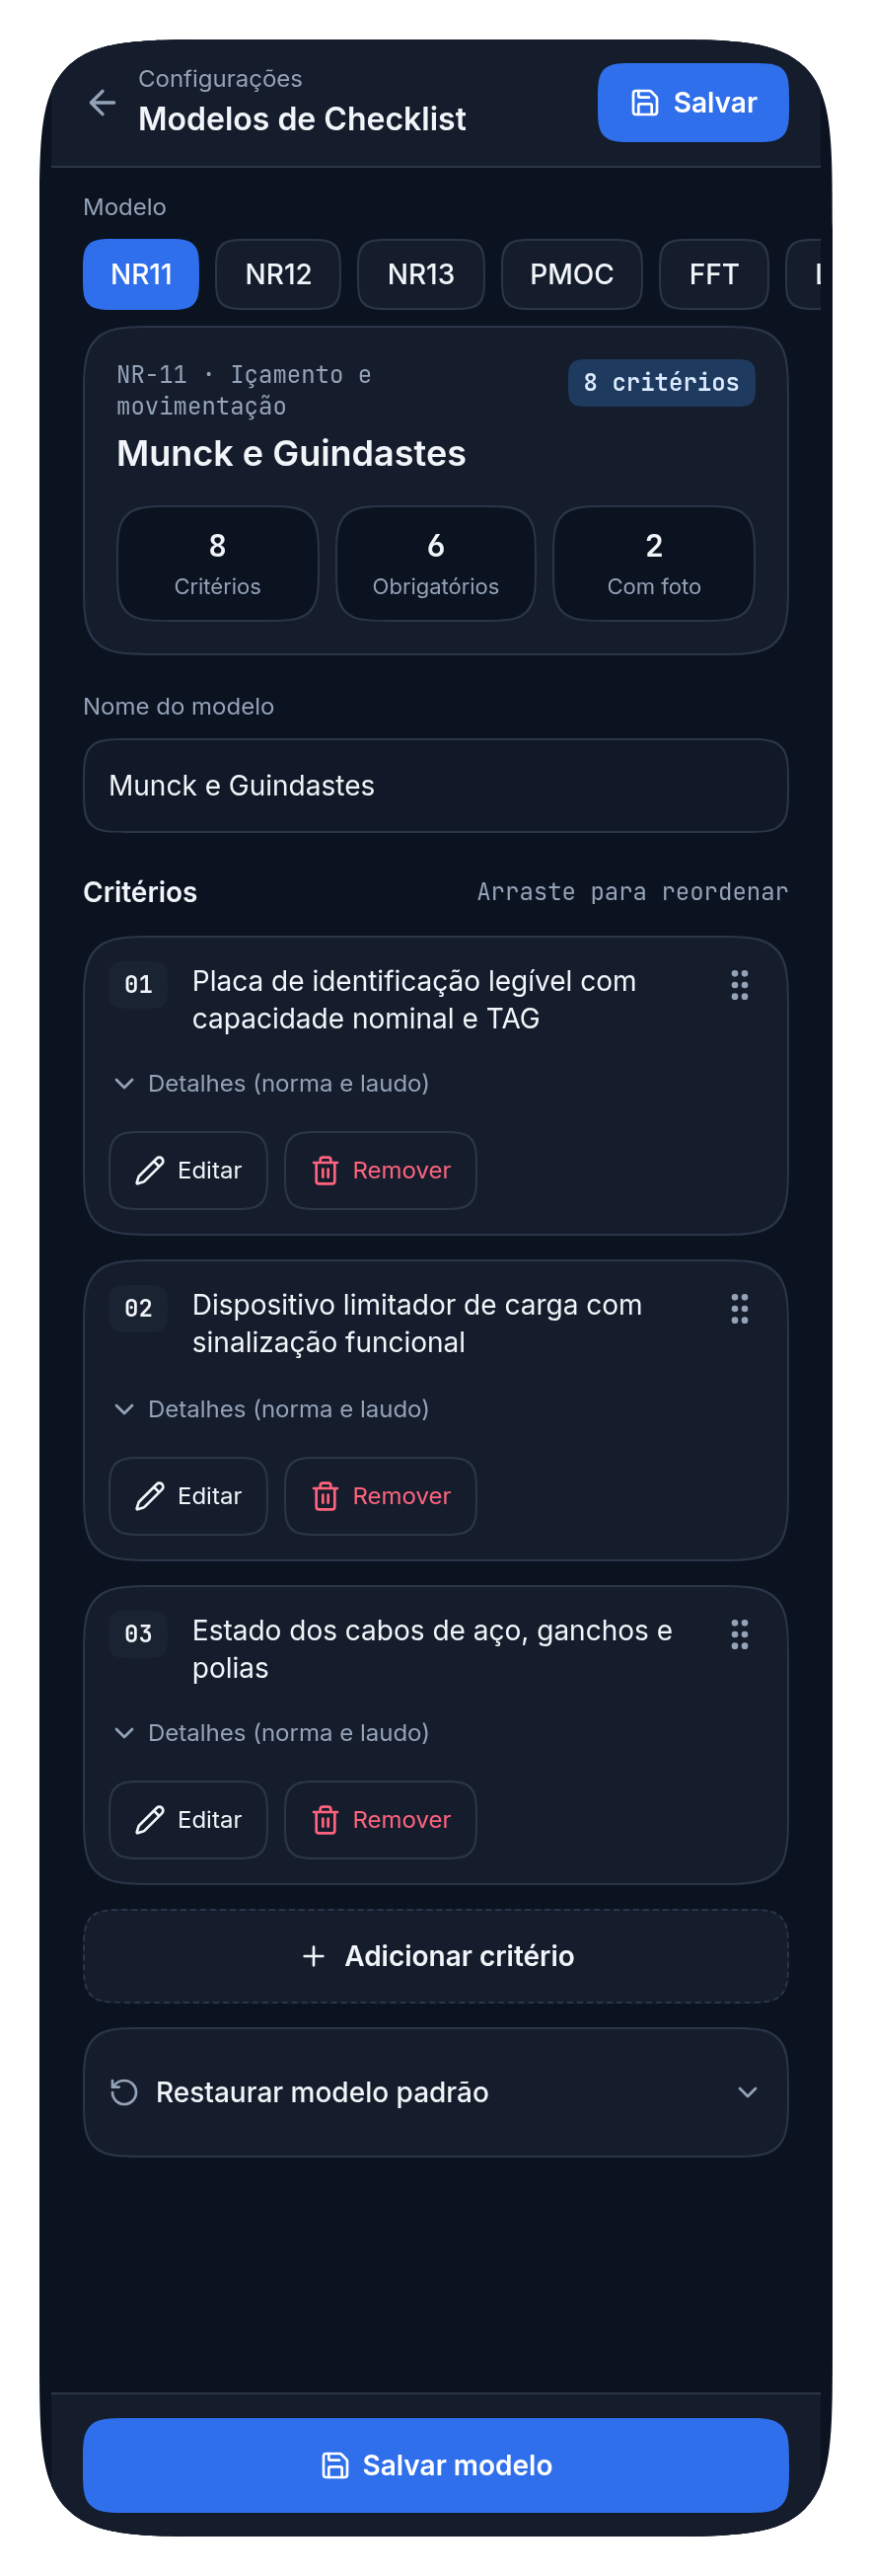 Configurações
Modelos de Checklist
Salvar
Modelo
NR11
NR12
NR13
PMOC
FFT
NR-11 · Içamento e
movimentação
8 critérios
Munck e Guindastes
8
Critérios
6
Obrigatórios
2
Com foto
Nome do modelo
Munck e Guindastes
Critérios
Arraste para reordenar
01
Placa de identificação legível com
capacidade nominal e TAG
Detalhes (norma e laudo)
Editar
Remover
02
Dispositivo limitador de carga com
sinalização funcional
Detalhes (norma e laudo)
Editar
Remover
03
Estado dos cabos de aço, ganchos e
polias
Detalhes (norma e laudo)
Editar
Remover
Adicionar critério
Restaurar modelo padrão
Salvar modelo